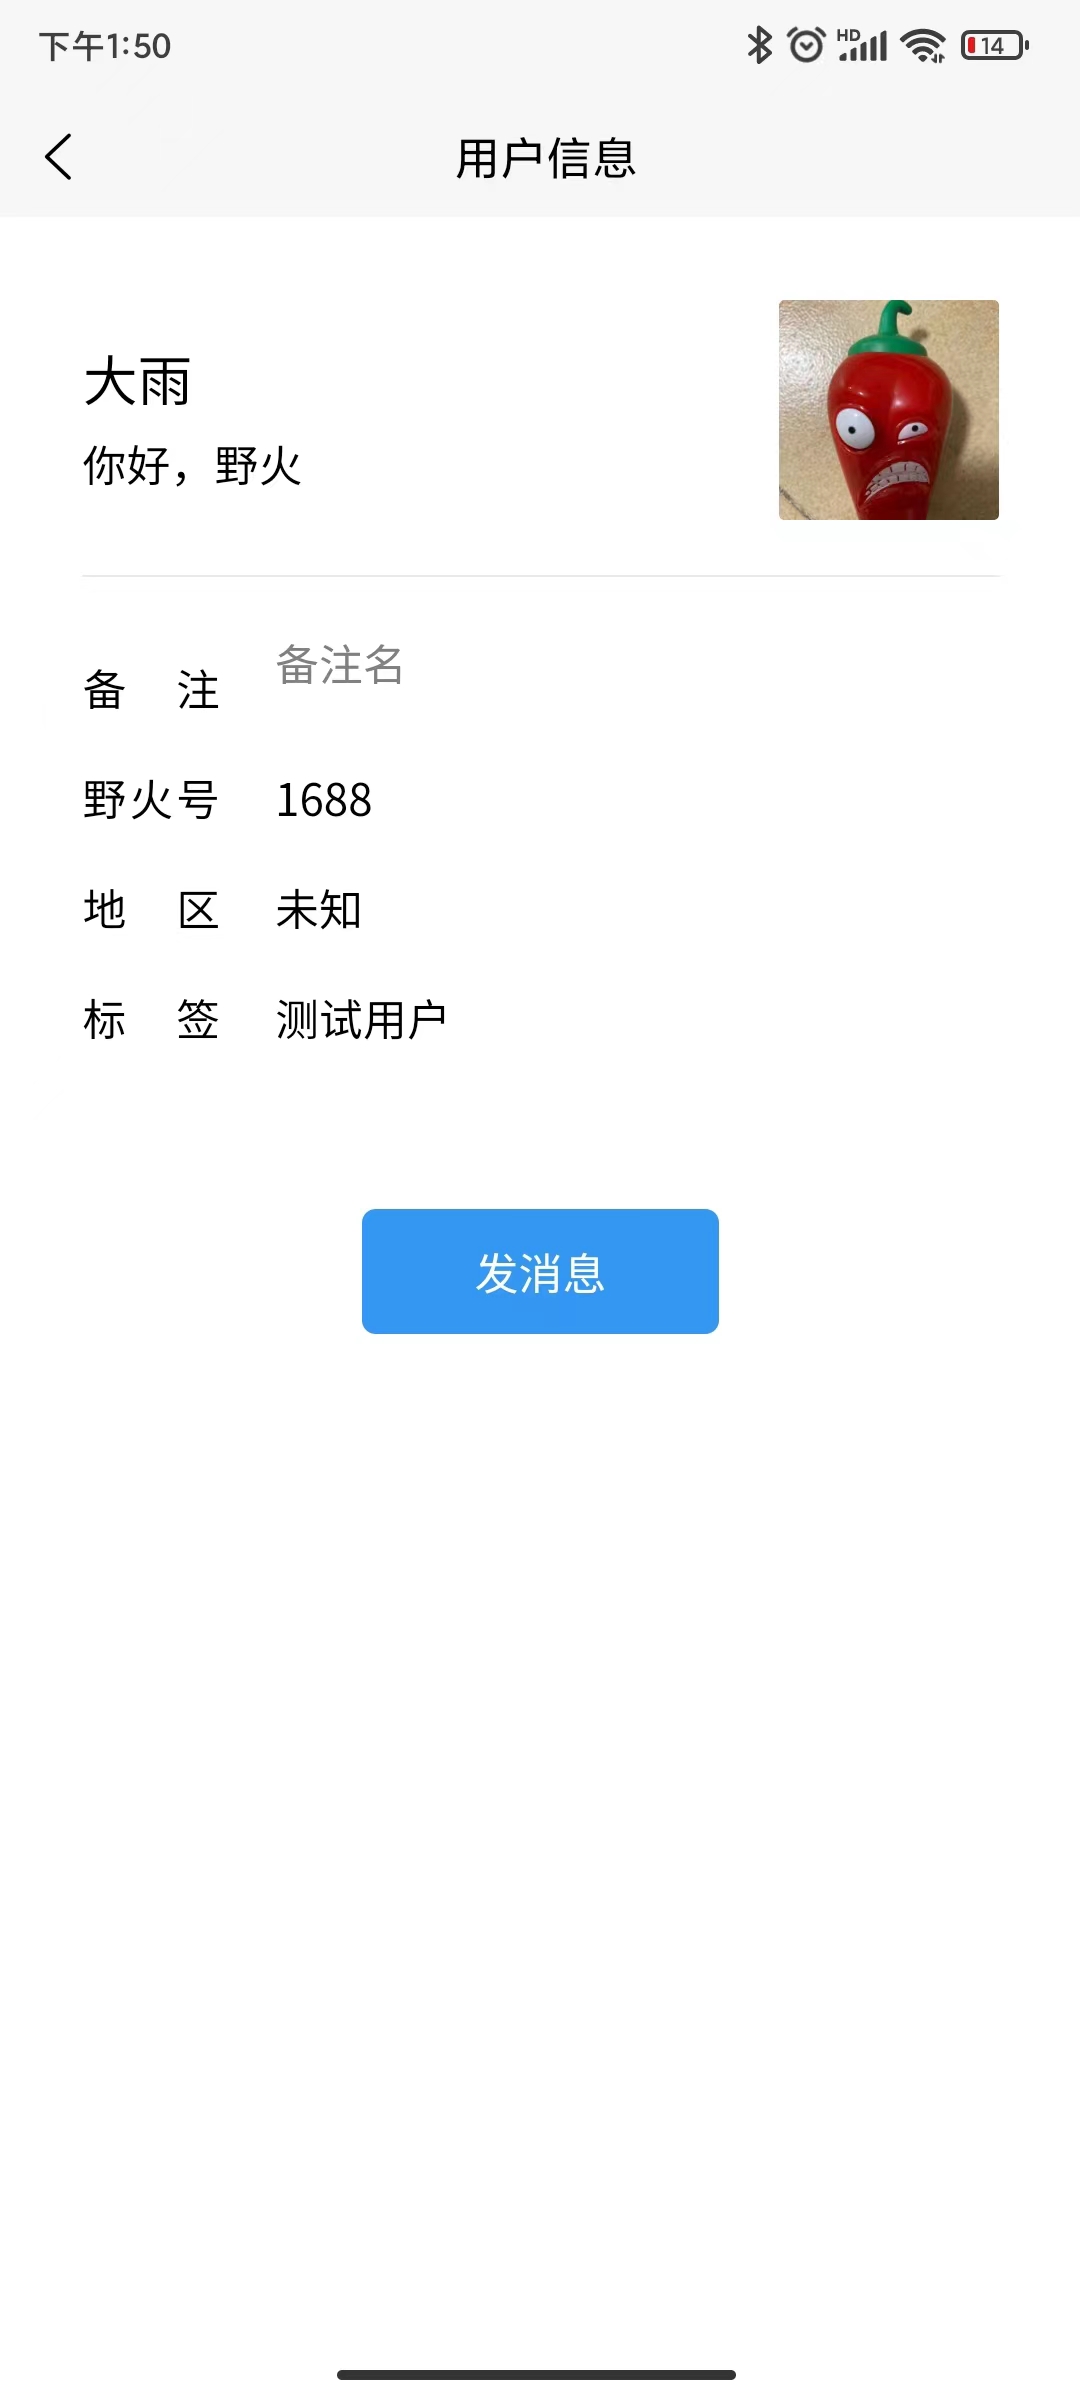 下午1:50
HD
14
用户信息
大雨
你好，野火
备 注 备注名
野火号 1688
地 区 未知
标 签 测试用户
发消息